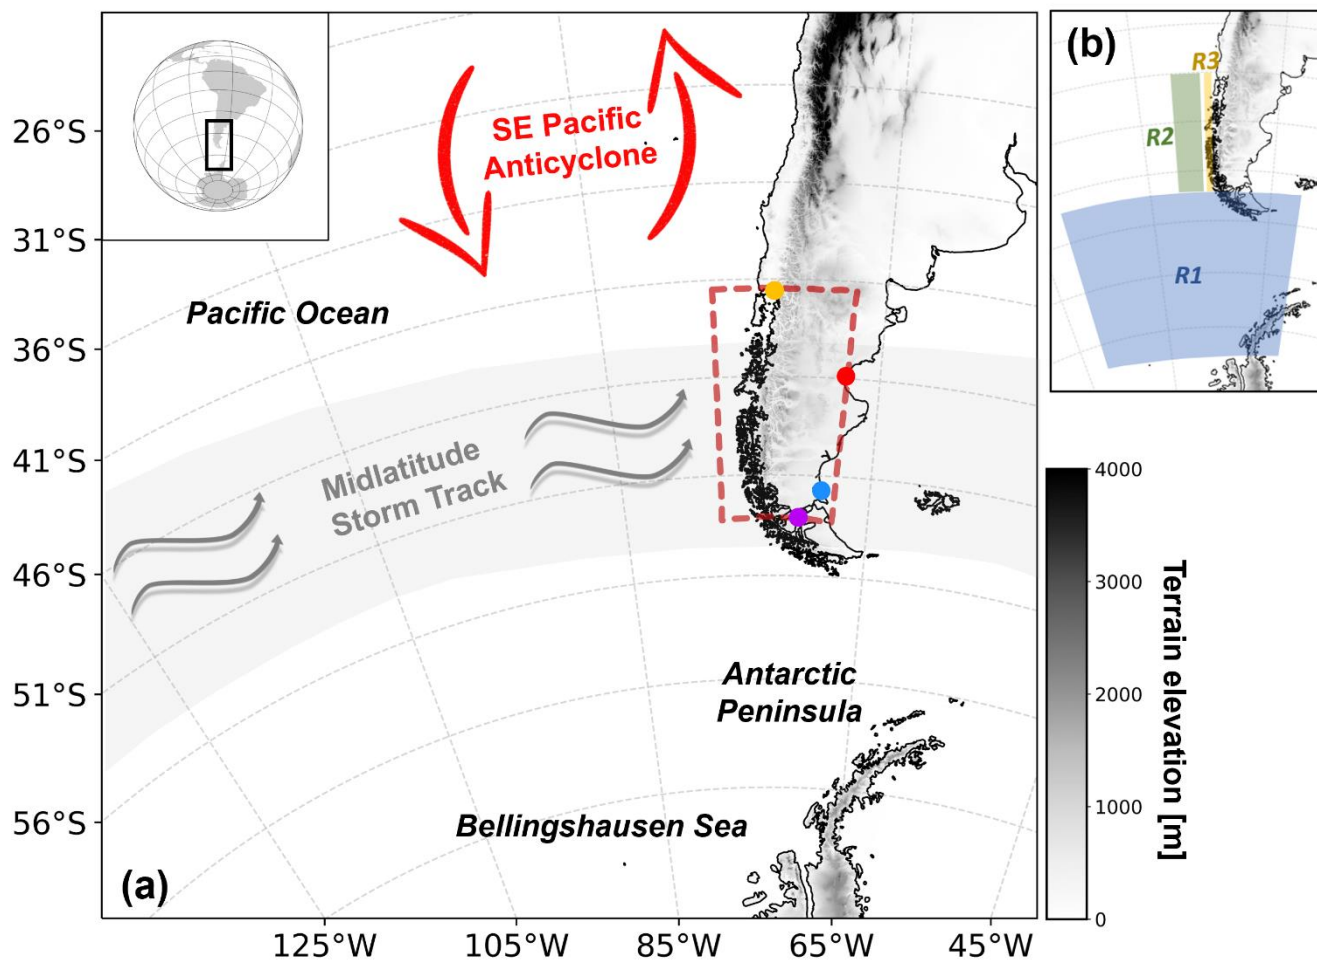 SE Pacific
Anticyclone
26°S
31°S
36°S
41°S
46°S
51°S
56°S
Pacific Ocean
Midlatitude
Storm Track
Antarctic
Peninsula
Bellingshausen Sea
(a)
125°W
105°W
85°W
65°W
45°W
(b)
R3
R2
R1
4000
3000
2000
1000
0
Terrain elevation [m]